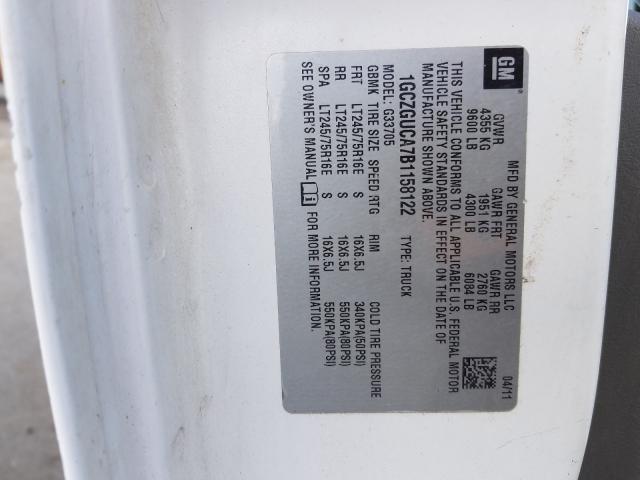 GM
MFD BY GENERAL MOTORS LLC
04/11
GVWR GAWR FRT GAWR RR
4355 KG 1951 KG 2760 KG
9600 LB 4300 LB 6084 LB
THIS VEHICLE CONFORMS TO ALL APPLICABLE U.S. FEDERAL MOTOR
VEHICLE SAFETY STANDARDS IN EFFECT ON THE DATE OF
MANUFACTURE SHOWN ABOVE.
1GCZGUCA7B1158122 TYPE: TRUCK
MODEL: G33705
GBMK TIRE SIZE SPEED RTG RIM COLD TIRE PRESSURE
FRT LT245/75R16E S 16X6.5J 340KPA(50PSI)
RR LT245/75R16E S 16X6.5J 550KPA(80PSI)
SPA LT245/75R16E S 16X6.5J 550KPA(80PSI)
SEE OWNER'S MANUAL i FOR MORE INFORMATION.